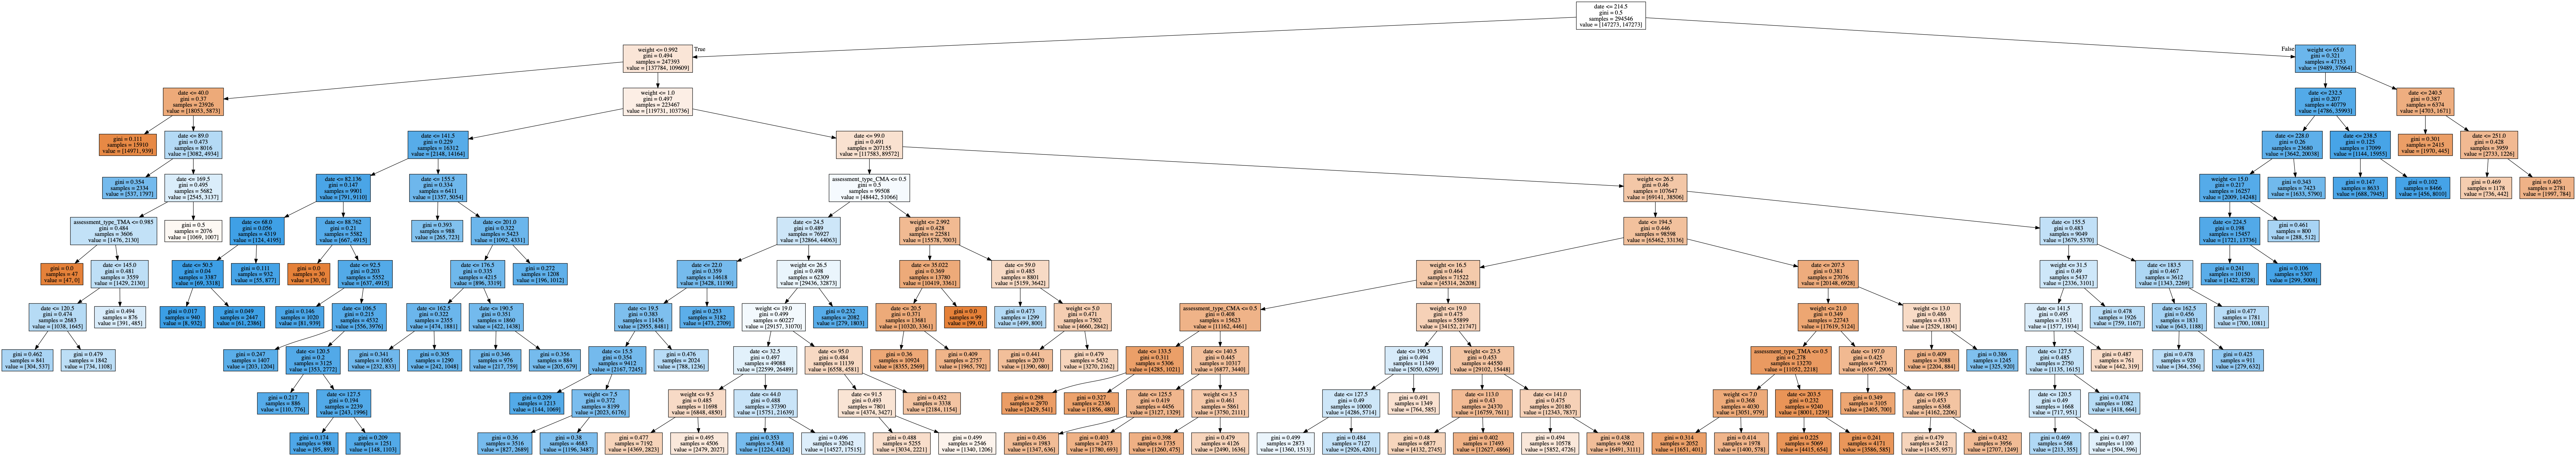 date <= 214.5
gini = 0.5
samples = 294546
value = [147273, 147273]
True
False
weight <= 0.992
gini = 0.494
samples = 247393
value = [137784, 109609]
weight <= 65.0
gini = 0.321
samples = 47153
value = [9489, 37664]
date <= 40.0
gini = 0.37
samples = 23926
value = [18053, 5873]
weight <= 1.0
gini = 0.497
samples = 223467
value = [119731, 103736]
date <= 232.5
gini = 0.207
samples = 40779
value = [4786, 35993]
date <= 240.5
gini = 0.387
samples = 6374
value = [4703, 1671]
gini = 0.111
samples = 15910
value = [14971, 939]
date <= 89.0
gini = 0.473
samples = 8016
value = [3082, 4934]
date <= 141.5
gini = 0.229
samples = 16312
value = [2148, 14164]
date <= 99.0
gini = 0.491
samples = 207155
value = [117583, 89572]
date <= 228.0
gini = 0.26
samples = 23680
value = [3642, 20038]
date <= 238.5
gini = 0.125
samples = 17099
value = [1144, 15955]
gini = 0.301
samples = 2415
value = [1970, 445]
date <= 251.0
gini = 0.428
samples = 3959
value = [2733, 1226]
gini = 0.354
samples = 2334
value = [537, 1797]
date <= 169.5
gini = 0.495
samples = 5682
value = [2545, 3137]
date <= 82.136
gini = 0.147
samples = 9901
value = [791, 9110]
date <= 155.5
gini = 0.334
samples = 6411
value = [1357, 5054]
assessment_type_CMA <= 0.5
gini = 0.5
samples = 99508
value = [48442, 51066]
weight <= 26.5
gini = 0.46
samples = 107647
value = [69141, 38506]
weight <= 15.0
gini = 0.217
samples = 16257
value = [2009, 14248]
gini = 0.343
samples = 7423
value = [1633, 5790]
gini = 0.147
samples = 8633
value = [688, 7945]
gini = 0.102
samples = 8466
value = [456, 8010]
gini = 0.469
samples = 1178
value = [736, 442]
gini = 0.405
samples = 2781
value = [1997, 784]
assessment_type_TMA <= 0.985
gini = 0.484
samples = 3606
value = [1476, 2130]
gini = 0.5
samples = 2076
value = [1069, 1007]
date <= 68.0
gini = 0.056
samples = 4319
value = [124, 4195]
date <= 88.762
gini = 0.21
samples = 5582
value = [667, 4915]
gini = 0.393
samples = 988
value = [265, 723]
date <= 201.0
gini = 0.322
samples = 5423
value = [1092, 4331]
date <= 24.5
gini = 0.489
samples = 76927
value = [32864, 44063]
weight <= 2.992
gini = 0.428
samples = 22581
value = [15578, 7003]
date <= 194.5
gini = 0.446
samples = 98598
value = [65462, 33136]
date <= 155.5
gini = 0.483
samples = 9049
value = [3679, 5370]
date <= 224.5
gini = 0.198
samples = 15457
value = [1721, 13736]
gini = 0.461
samples = 800
value = [288, 512]
gini = 0.0
samples = 47
value = [47, 0]
date <= 145.0
gini = 0.481
samples = 3559
value = [1429, 2130]
date <= 50.5
gini = 0.04
samples = 3387
value = [69, 3318]
gini = 0.111
samples = 932
value = [55, 877]
gini = 0.0
samples = 30
value = [30, 0]
date <= 92.5
gini = 0.203
samples = 5552
value = [637, 4915]
date <= 176.5
gini = 0.335
samples = 4215
value = [896, 3319]
gini = 0.272
samples = 1208
value = [196, 1012]
date <= 22.0
gini = 0.359
samples = 14618
value = [3428, 11190]
weight <= 26.5
gini = 0.498
samples = 62309
value = [29436, 32873]
date <= 35.022
gini = 0.369
samples = 13780
value = [10419, 3361]
date <= 59.0
gini = 0.485
samples = 8801
value = [5159, 3642]
weight <= 16.5
gini = 0.464
samples = 71522
value = [45314, 26208]
date <= 207.5
gini = 0.381
samples = 27076
value = [20148, 6928]
weight <= 31.5
gini = 0.49
samples = 5437
value = [2336, 3101]
date <= 183.5
gini = 0.467
samples = 3612
value = [1343, 2269]
gini = 0.241
samples = 10150
value = [1422, 8728]
gini = 0.106
samples = 5307
value = [299, 5008]
date <= 120.5
gini = 0.474
samples = 2683
value = [1038, 1645]
gini = 0.494
samples = 876
value = [391, 485]
gini = 0.017
samples = 940
value = [8, 932]
gini = 0.049
samples = 2447
value = [61, 2386]
gini = 0.146
samples = 1020
value = [81, 939]
date <= 106.5
gini = 0.215
samples = 4532
value = [556, 3976]
date <= 162.5
gini = 0.322
samples = 2355
value = [474, 1881]
date <= 190.5
gini = 0.351
samples = 1860
value = [422, 1438]
date <= 19.5
gini = 0.383
samples = 11436
value = [2955, 8481]
gini = 0.253
samples = 3182
value = [473, 2709]
weight <= 19.0
gini = 0.499
samples = 60227
value = [29157, 31070]
gini = 0.232
samples = 2082
value = [279, 1803]
date <= 20.5
gini = 0.371
samples = 13681
value = [10320, 3361]
gini = 0.0
samples = 99
value = [99, 0]
gini = 0.473
samples = 1299
value = [499, 800]
weight <= 5.0
gini = 0.471
samples = 7502
value = [4660, 2842]
assessment_type_CMA <= 0.5
gini = 0.408
samples = 15623
value = [11162, 4461]
weight <= 19.0
gini = 0.475
samples = 55899
value = [34152, 21747]
weight <= 21.0
gini = 0.349
samples = 22743
value = [17619, 5124]
weight <= 13.0
gini = 0.486
samples = 4333
value = [2529, 1804]
date <= 141.5
gini = 0.495
samples = 3511
value = [1577, 1934]
gini = 0.478
samples = 1926
value = [759, 1167]
date <= 162.5
gini = 0.456
samples = 1831
value = [643, 1188]
gini = 0.477
samples = 1781
value = [700, 1081]
gini = 0.462
samples = 841
value = [304, 537]
gini = 0.479
samples = 1842
value = [734, 1108]
gini = 0.247
samples = 1407
value = [203, 1204]
date <= 120.5
gini = 0.2
samples = 3125
value = [353, 2772]
gini = 0.341
samples = 1065
value = [232, 833]
gini = 0.305
samples = 1290
value = [242, 1048]
gini = 0.346
samples = 976
value = [217, 759]
gini = 0.356
samples = 884
value = [205, 679]
date <= 15.5
gini = 0.354
samples = 9412
value = [2167, 7245]
gini = 0.476
samples = 2024
value = [788, 1236]
date <= 32.5
gini = 0.497
samples = 49088
value = [22599, 26489]
date <= 95.0
gini = 0.484
samples = 11139
value = [6558, 4581]
gini = 0.36
samples = 10924
value = [8355, 2569]
gini = 0.409
samples = 2757
value = [1965, 792]
gini = 0.441
samples = 2070
value = [1390, 680]
gini = 0.479
samples = 5432
value = [3270, 2162]
date <= 133.5
gini = 0.311
samples = 5306
value = [4285, 1021]
date <= 140.5
gini = 0.445
samples = 10317
value = [6877, 3440]
date <= 190.5
gini = 0.494
samples = 11349
value = [5050, 6299]
weight <= 23.5
gini = 0.453
samples = 44550
value = [29102, 15448]
assessment_type_TMA <= 0.5
gini = 0.278
samples = 13270
value = [11052, 2218]
date <= 197.0
gini = 0.425
samples = 9473
value = [6567, 2906]
gini = 0.409
samples = 3088
value = [2204, 884]
gini = 0.386
samples = 1245
value = [325, 920]
date <= 127.5
gini = 0.485
samples = 2750
value = [1135, 1615]
gini = 0.487
samples = 761
value = [442, 319]
gini = 0.478
samples = 920
value = [364, 556]
gini = 0.425
samples = 911
value = [279, 632]
gini = 0.217
samples = 886
value = [110, 776]
date <= 127.5
gini = 0.194
samples = 2239
value = [243, 1996]
gini = 0.209
samples = 1213
value = [144, 1069]
weight <= 7.5
gini = 0.372
samples = 8199
value = [2023, 6176]
weight <= 9.5
gini = 0.485
samples = 11698
value = [6848, 4850]
date <= 44.0
gini = 0.488
samples = 37390
value = [15751, 21639]
date <= 91.5
gini = 0.493
samples = 7801
value = [4374, 3427]
gini = 0.452
samples = 3338
value = [2184, 1154]
gini = 0.298
samples = 2970
value = [2429, 541]
gini = 0.327
samples = 2336
value = [1856, 480]
date <= 125.5
gini = 0.419
samples = 4456
value = [3127, 1329]
weight <= 3.5
gini = 0.461
samples = 5861
value = [3750, 2111]
date <= 127.5
gini = 0.49
samples = 10000
value = [4286, 5714]
gini = 0.491
samples = 1349
value = [764, 585]
date <= 113.0
gini = 0.43
samples = 24370
value = [16759, 7611]
date <= 141.0
gini = 0.475
samples = 20180
value = [12343, 7837]
weight <= 7.0
gini = 0.368
samples = 4030
value = [3051, 979]
date <= 203.5
gini = 0.232
samples = 9240
value = [8001, 1239]
gini = 0.349
samples = 3105
value = [2405, 700]
date <= 199.5
gini = 0.453
samples = 6368
value = [4162, 2206]
date <= 120.5
gini = 0.49
samples = 1668
value = [717, 951]
gini = 0.474
samples = 1082
value = [418, 664]
gini = 0.174
samples = 988
value = [95, 893]
gini = 0.209
samples = 1251
value = [148, 1103]
gini = 0.36
samples = 3516
value = [827, 2689]
gini = 0.38
samples = 4683
value = [1196, 3487]
gini = 0.477
samples = 7192
value = [4369, 2823]
gini = 0.495
samples = 4506
value = [2479, 2027]
gini = 0.353
samples = 5348
value = [1224, 4124]
gini = 0.496
samples = 32042
value = [14527, 17515]
gini = 0.488
samples = 5255
value = [3034, 2221]
gini = 0.499
samples = 2546
value = [1340, 1206]
gini = 0.436
samples = 1983
value = [1347, 636]
gini = 0.403
samples = 2473
value = [1780, 693]
gini = 0.398
samples = 1735
value = [1260, 475]
gini = 0.479
samples = 4126
value = [2490, 1636]
gini = 0.499
samples = 2873
value = [1360, 1513]
gini = 0.484
samples = 7127
value = [2926, 4201]
gini = 0.48
samples = 6877
value = [4132, 2745]
gini = 0.402
samples = 17493
value = [12627, 4866]
gini = 0.494
samples = 10578
value = [5852, 4726]
gini = 0.438
samples = 9602
value = [6491, 3111]
gini = 0.314
samples = 2052
value = [1651, 401]
gini = 0.414
samples = 1978
value = [1400, 578]
gini = 0.225
samples = 5069
value = [4415, 654]
gini = 0.241
samples = 4171
value = [3586, 585]
gini = 0.479
samples = 2412
value = [1455, 957]
gini = 0.432
samples = 3956
value = [2707, 1249]
gini = 0.469
samples = 568
value = [213, 355]
gini = 0.497
samples = 1100
value = [504, 596]